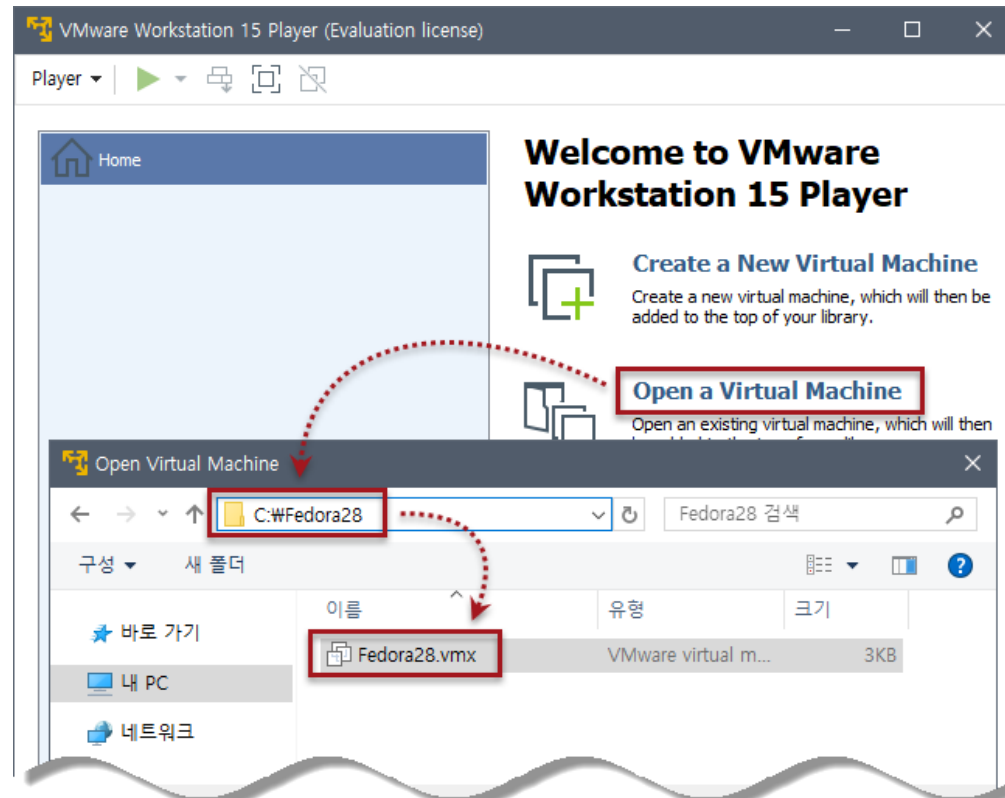 VMware Workstation 15 Player (Evaluation license)
Player
Home
Welcome to VMware
Workstation 15 Player
Create a New Virtual Machine
Create a new virtual machine, which will then be
added to the top of your library.
Open a Virtual Machine
Open an existing virtual machine, which will then
Open Virtual Machine
C:₩Fedora28
Fedora28 검색
구성
새 폴더
이름
유형
크기
바로 가기
Fedora28.vmx
VMware virtual m...
3KB
내 PC
네트워크